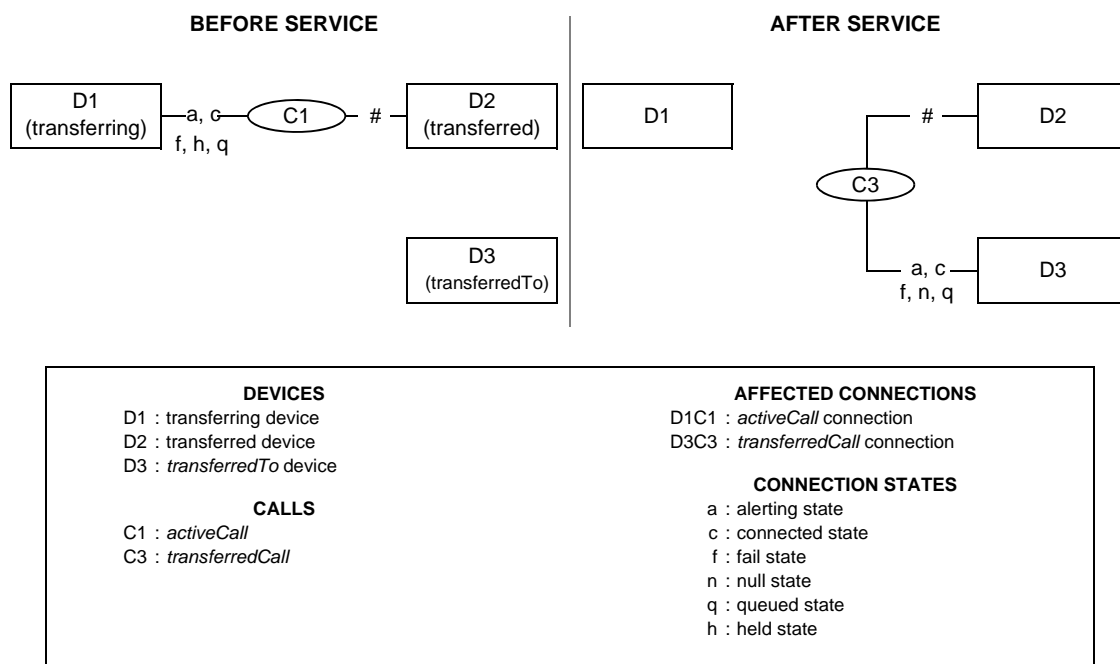 BEFORE SERVICE
AFTER SERVICE
D1
(transferring)
a, c
f, h, q
C1
#
D2
(transferred)
D3
(transferredTo)
D1
#
D2
C3
a, c
f, n, q
D3
DEVICES
D1 : transferring device
D2 : transferred device
D3 : transferredTo device
CALLS
C1 : activeCall
C3 : transferredCall
AFFECTED CONNECTIONS
D1C1 : activeCall connection
D3C3 : transferredCall connection
CONNECTION STATES
a : alerting state
c : connected state
f : fail state
n : null state
q : queued state
h : held state